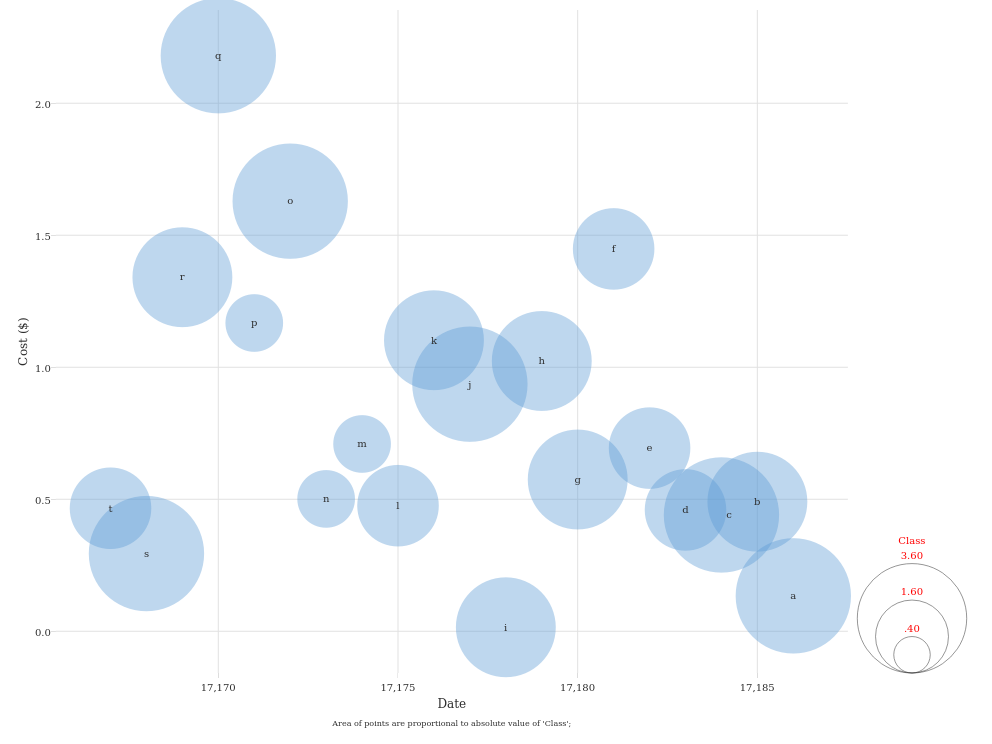 q
2.0
o
1.5
f
r
p
Cost ($)
k
h
1.0
j
m
e
g
0.5
n
l
b
t
d
c
s
Class
3.60
1.60
a
.40
i
0.0
17,170
17,175
17,180
17,185
Date
Area of points are proportional to absolute value of 'Class';